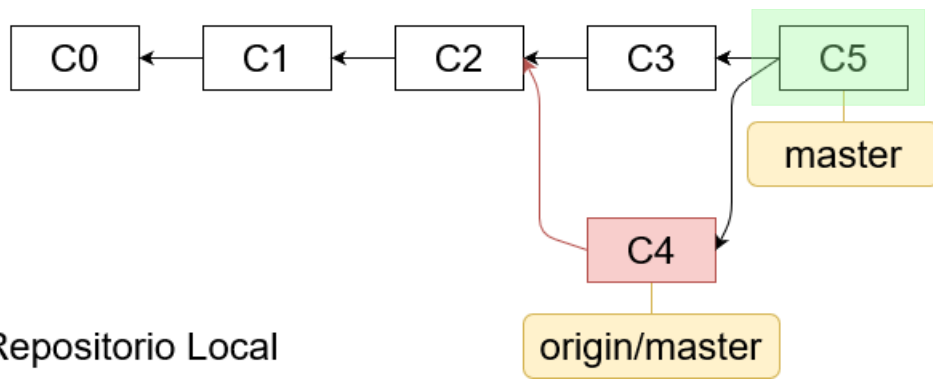 C0
C1
C2
C3
C5
master
C4
Repositorio Local
origin/master